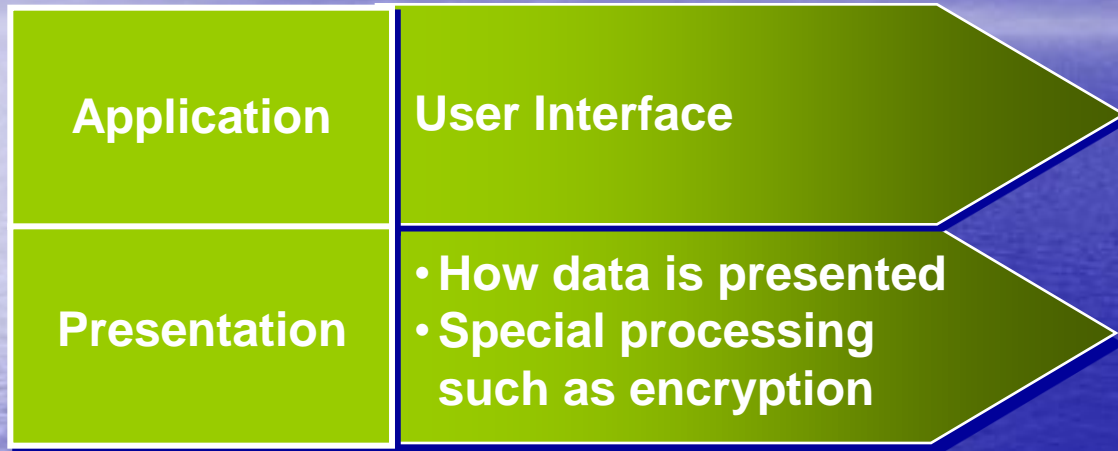 Application
User Interface
Presentation
• How data is presented
• Special processing
such as encryption